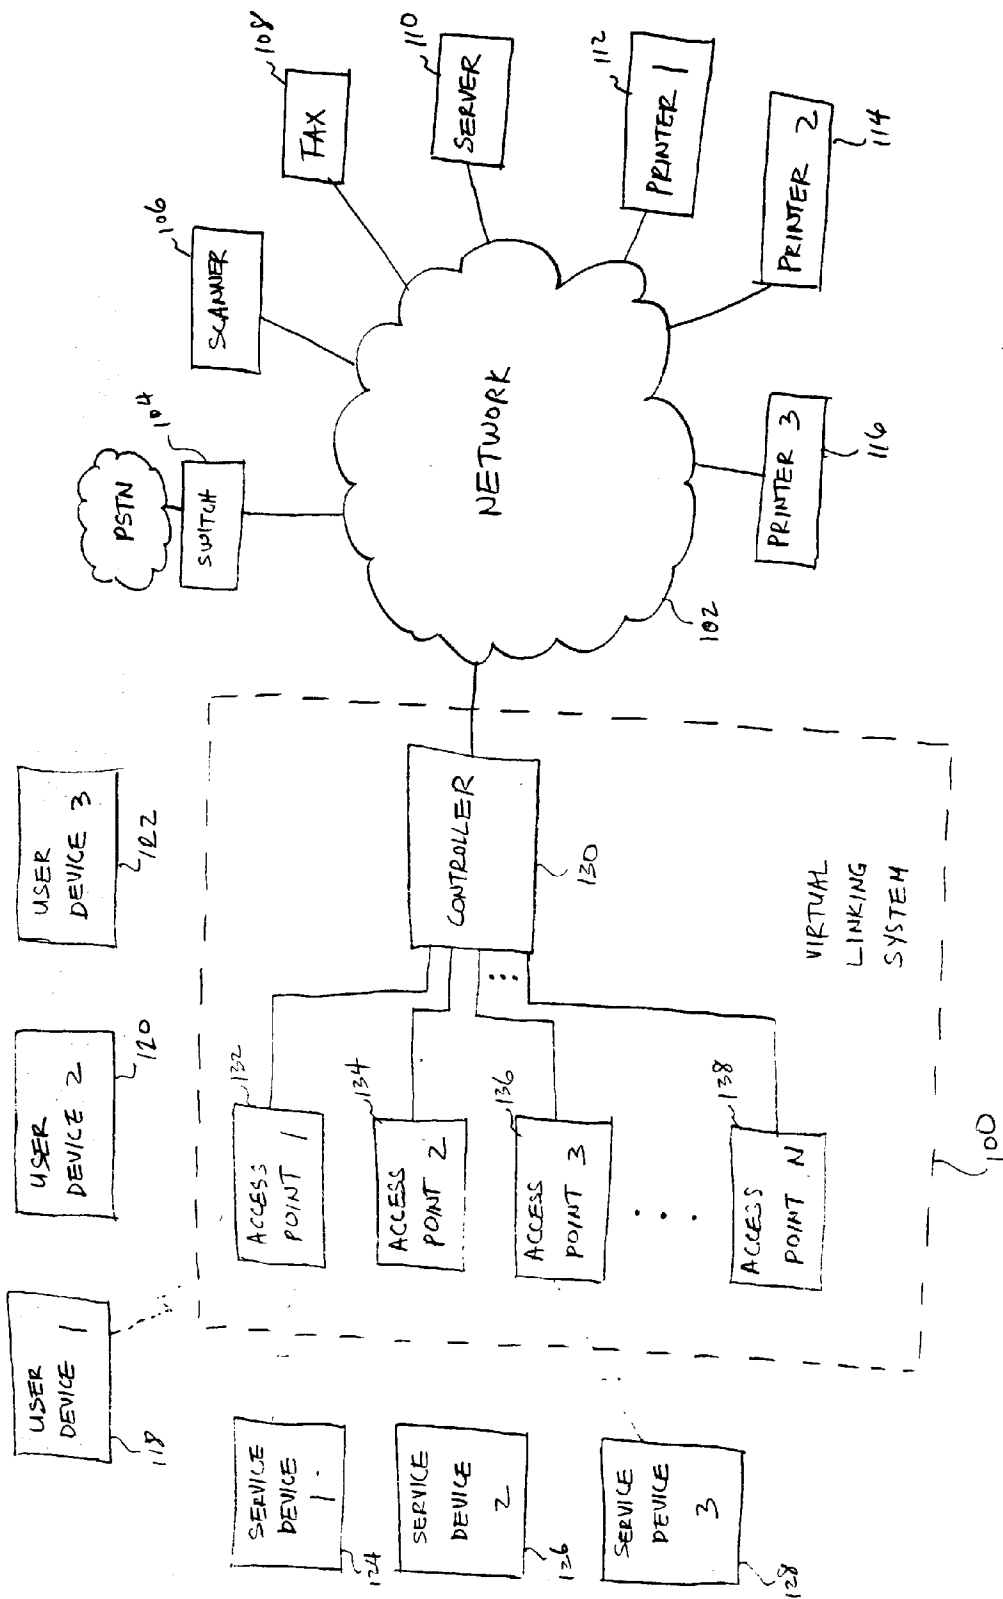 USER
DEVICE 1
118
USER
DEVICE 2
120
USER
DEVICE 3
122
PSTN
SWITCH
104
SCANNER
106
FAX
108
SERVER
110
PRINTER 1
112
PRINTER 2
114
PRINTER 3
116
NETWORK
102
SERVICE
DEVICE
1
124
SERVICE
DEVICE
2
126
SERVICE
DEVICE
3
128
ACCESS
POINT 1
132
ACCESS
POINT 2
134
ACCESS
POINT 3
136
. . .
ACCESS
POINT N
138
...
CONTROLLER
130
VIRTUAL
LINKING
SYSTEM
100